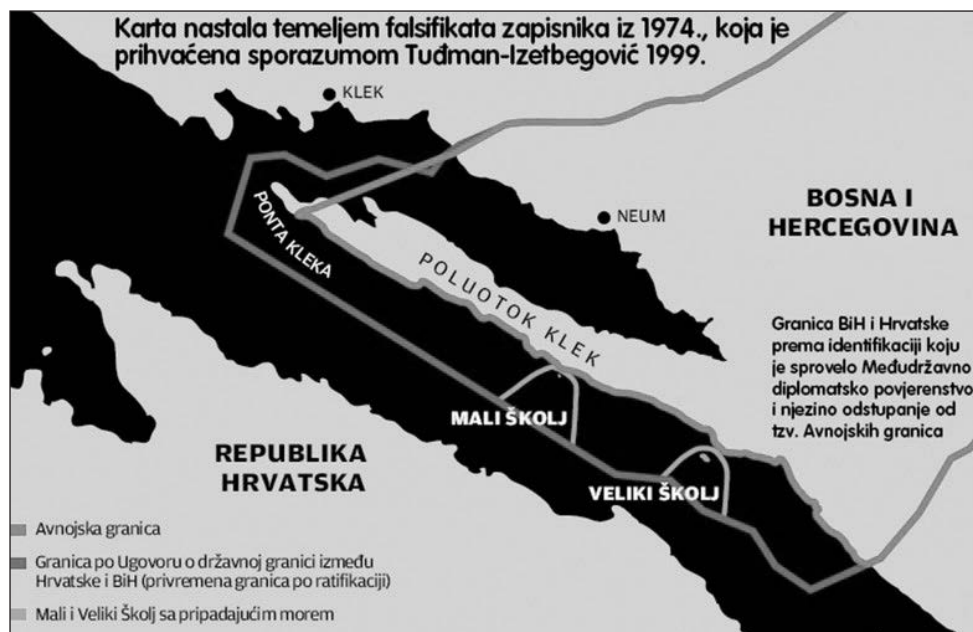 Karta nastala temeljem falsifikata zapisnika iz 1974., koja je
prihvaćena sporazumom Tuđman-Izetbegović 1999.
KLEK
NEUM
BOSNA I
HERCEGOVINA
PONTA KLEKA
POLUOTOK KLEK
Granica BiH i Hrvatske
prema identifikaciji koju
je sprovelo Međudržavno
diplomatsko povjerenstvo
i njezino odstupanje od
tzv. Avnojskih granica
MALI ŠKOLJ
VELIKI ŠKOLJ
REPUBLIKA
HRVATSKA
Avnojska granica
Granica po Ugovoru o državnoj granici između
Hrvatske i BiH (privremena granica po ratifikaciji)
Mali i Veliki Školj sa pripadajućim morem